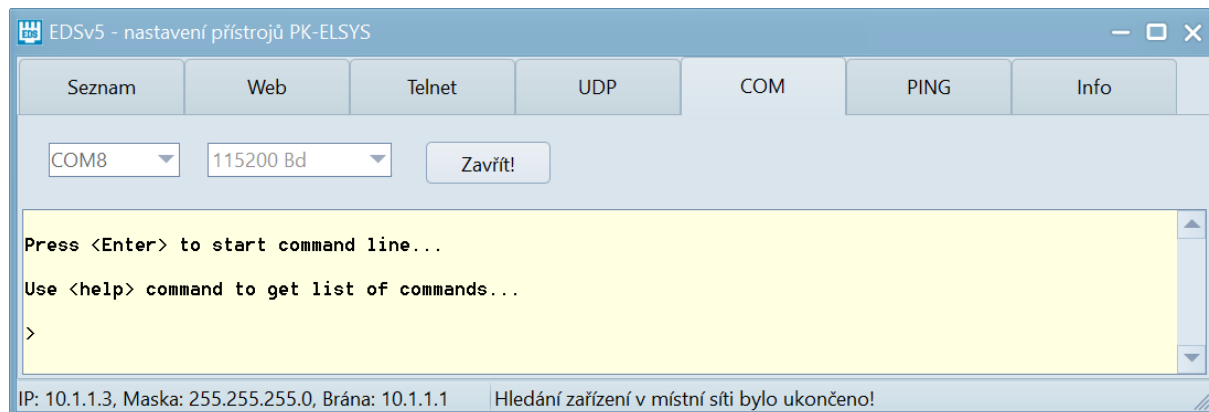 EDS EDSv5 - nastavení přístrojů PK-ELSYS
Seznam Web Telnet UDP COM PING Info
COM8 115200 Bd Zavřít!
Press <Enter> to start command line...
Use <help> command to get list of commands...
>
IP: 10.1.1.3, Maska: 255.255.255.0, Brána: 10.1.1.1 Hledání zařízení v místní síti bylo ukončeno!